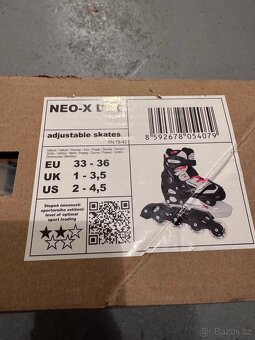 NEO-X
adjustable skates
8 592678 054079
EU 33 - 36
UK 1 - 3,5
US 2 - 4,5
Stupeň únosnosti
sportovního zatížení
level of optimal
sport loading
Bazos.cz